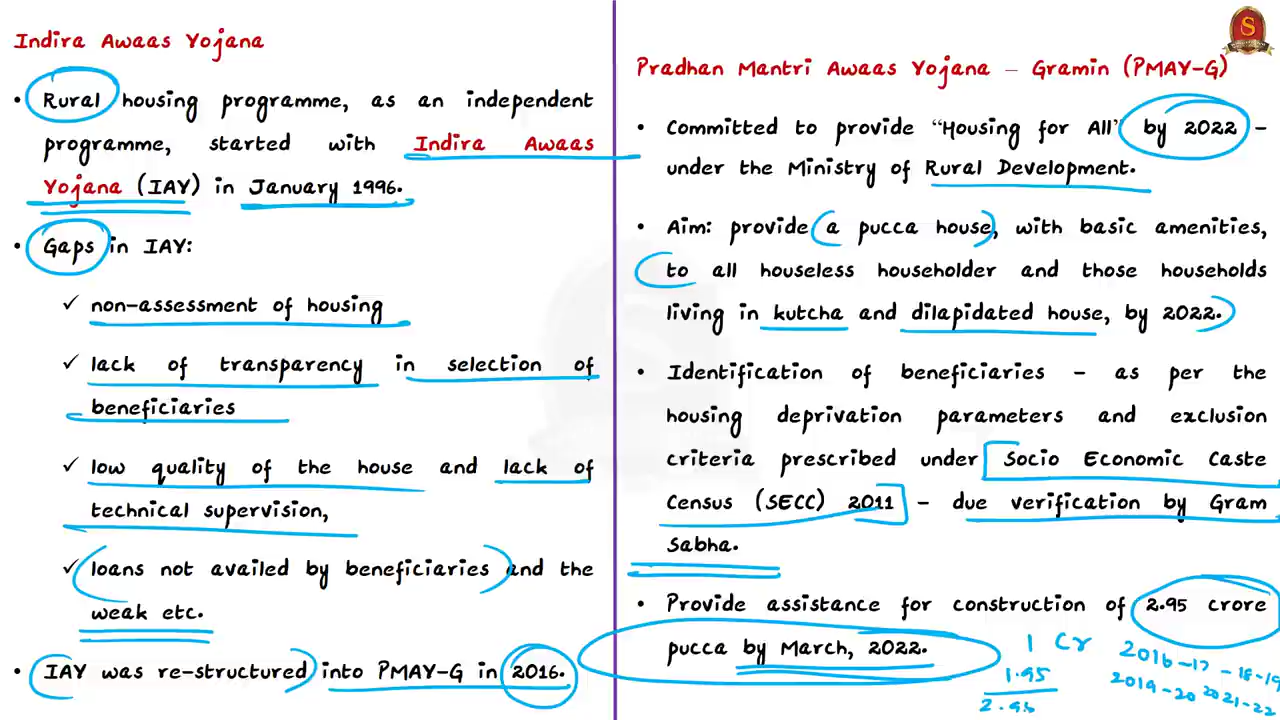 Indira Awaas Yojana
• Rural housing programme, as an independent
programme, started with Indira Awaas
Yojana (IAY) in January 1996.
• Gaps in IAY:
✓ non-assessment of housing
✓ lack of transparency in selection of
beneficiaries
✓ low quality of the house and lack of
technical supervision,
✓ loans not availed by beneficiaries and the
weak etc.
• IAY was re-structured into PMAY-G in 2016.
S
Pradhan Mantri Awaas Yojana – Gramin (PMAY-G)
• Committed to provide “Housing for All” by 2022 –
under the Ministry of Rural Development.
• Aim: provide a pucca house, with basic amenities,
to all houseless householder and those households
living in kutcha and dilapidated house, by 2022.
• Identification of beneficiaries – as per the
housing deprivation parameters and exclusion
criteria prescribed under Socio Economic Caste
Census (SECC) 2011 – due verification by Gram
Sabha.
• Provide assistance for construction of 2.95 crore
pucca by March, 2022.
1 Cr
1.95
2.95
2016-17 - 18-19
2019-20 2021-22